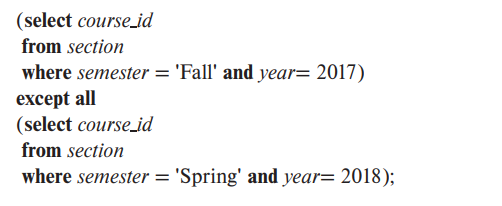 (select course_id
from section
where semester = 'Fall' and year= 2017)
except all
(select course_id
from section
where semester = 'Spring' and year= 2018);